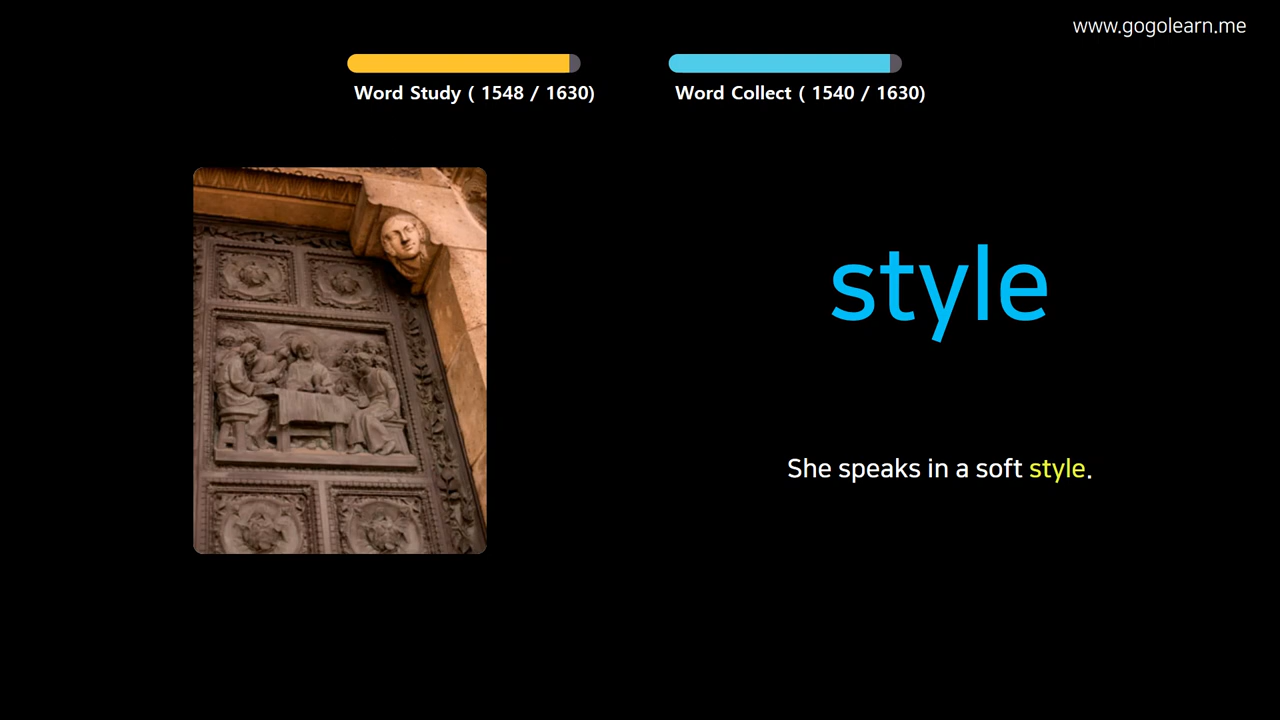 www.gogolearn.me
Word Study ( 1548 / 1630)
Word Collect ( 1540 / 1630)
style
She speaks in a soft style.